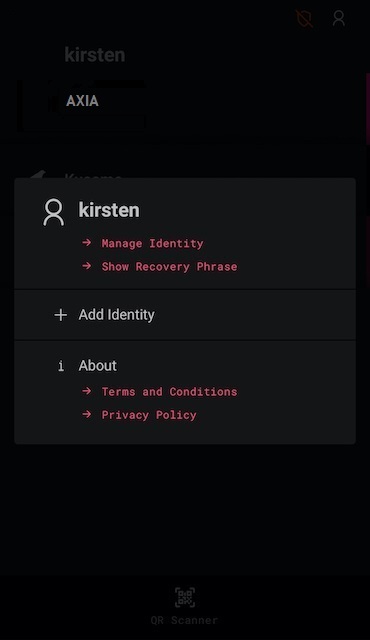 kirsten
AXIA
Kusama
kirsten
Manage Identity
Show Recovery Phrase
Add Identity
About
Terms and Conditions
Privacy Policy
QR Scanner